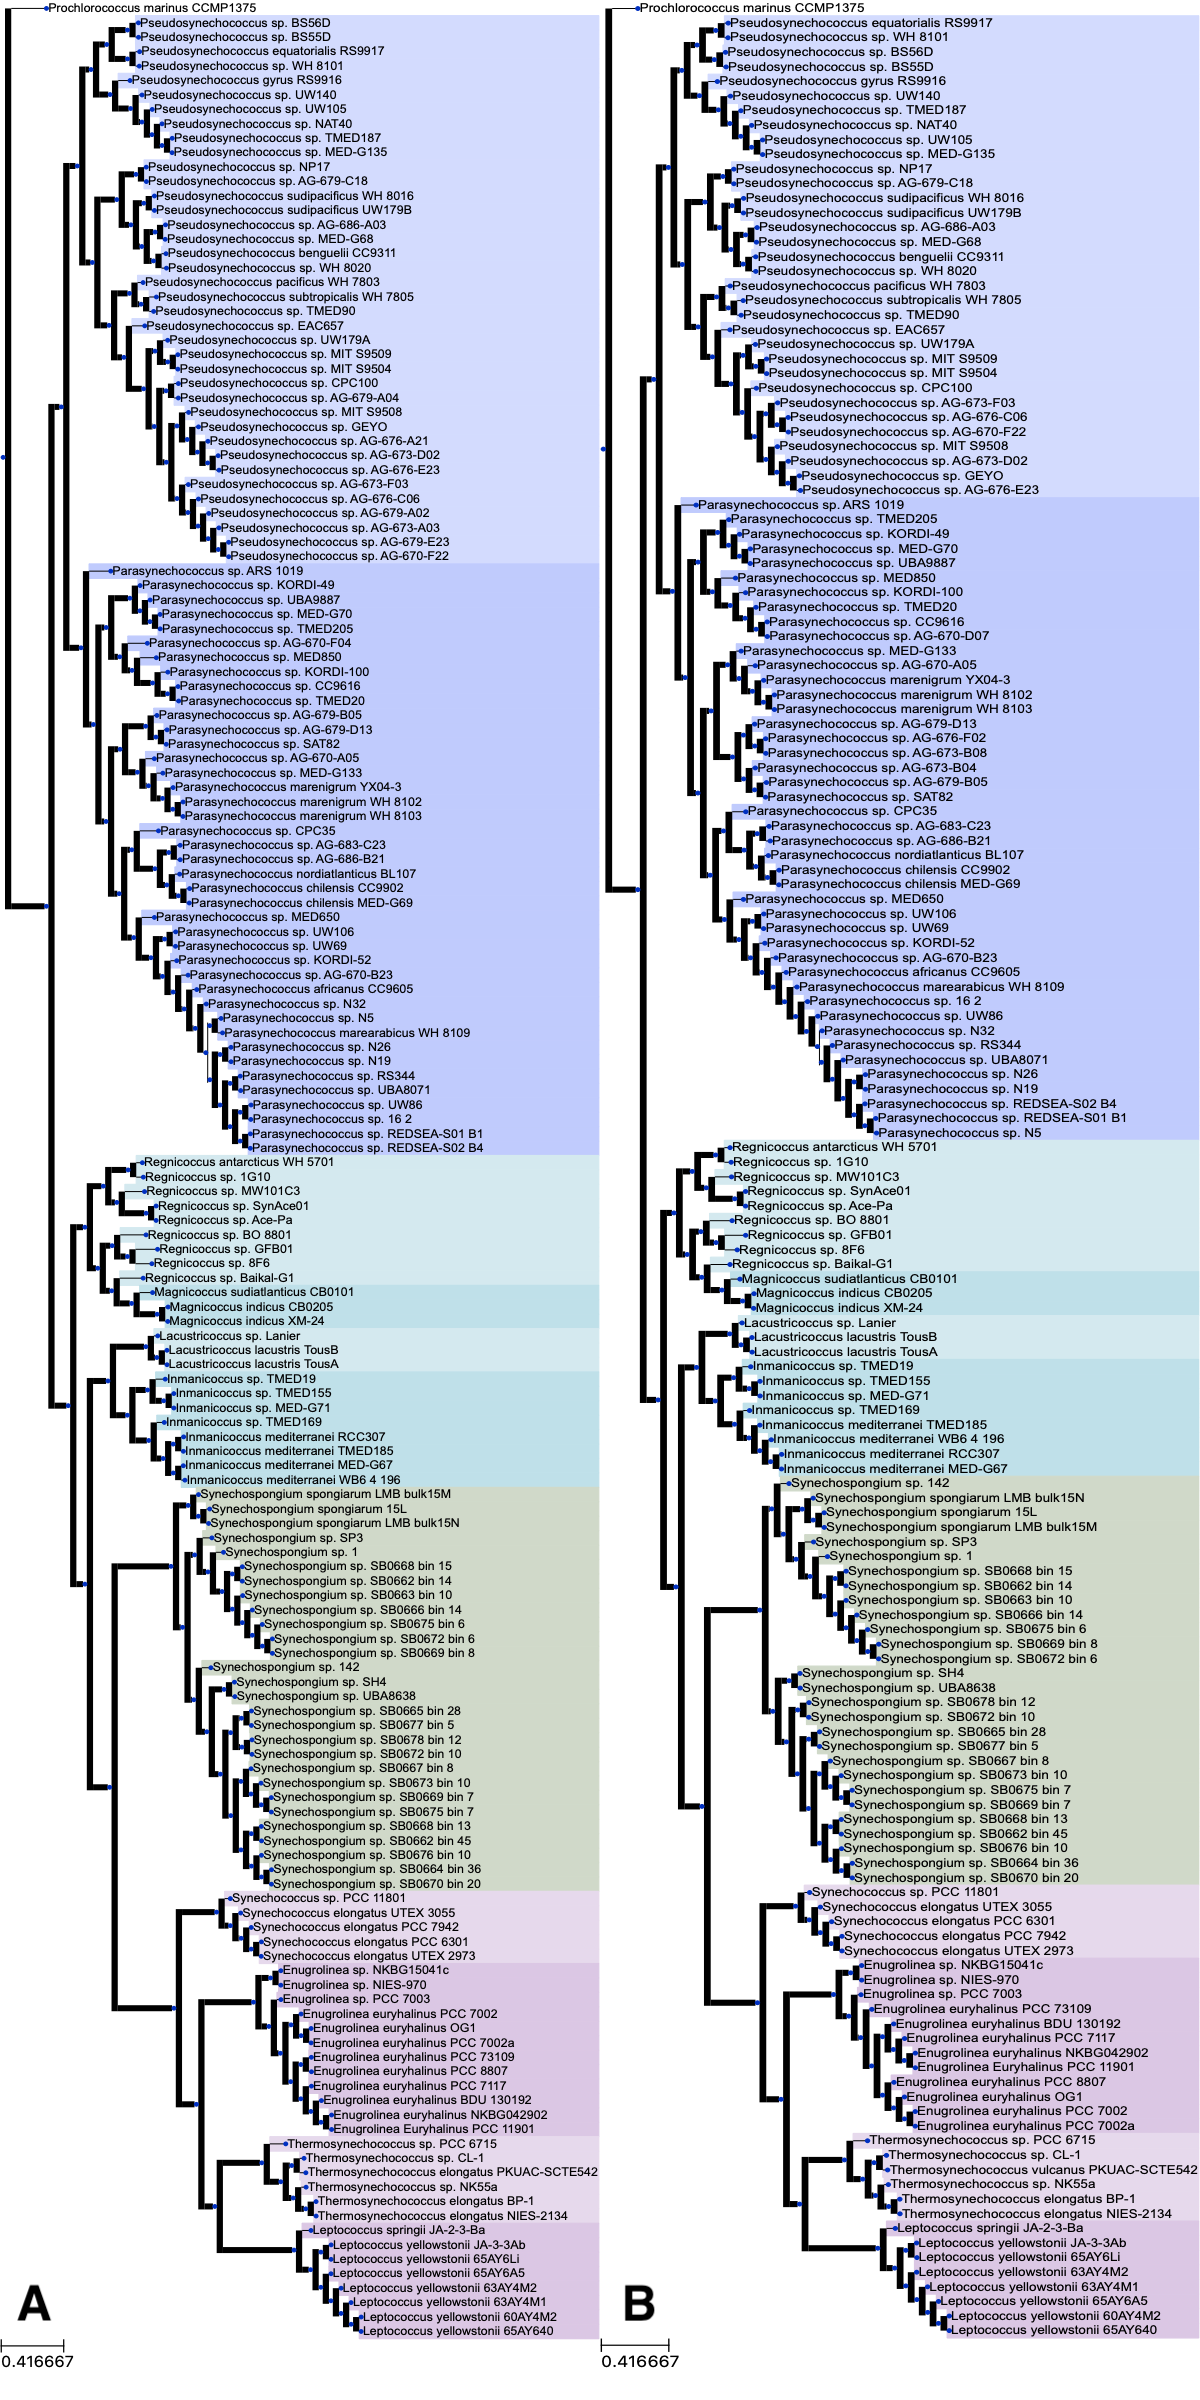 Prochlorococcus marinus CCMP1375
Pseudosynechococcus sp. BS56D
Pseudosynechococcus sp. BS55D
Pseudosynechococcus equatorialis RS9917
Pseudosynechococcus sp. WH 8101
Pseudosynechococcus gyrus RS9916
Pseudosynechococcus sp. UW140
Pseudosynechococcus sp. UW105
Pseudosynechococcus sp. NAT40
Pseudosynechococcus sp. TMED187
Pseudosynechococcus sp. MED-G135
Pseudosynechococcus sp. NP17
Pseudosynechococcus sp. AG-679-C18
Pseudosynechococcus sudipacificus WH 8016
Pseudosynechococcus sudipacificus UW179B
Pseudosynechococcus sp. AG-686-A03
Pseudosynechococcus sp. MED-G68
Pseudosynechococcus benguelii CC9311
Pseudosynechococcus sp. WH 8020
Pseudosynechococcus pacificus WH 7803
Pseudosynechococcus subtropicalis WH 7805
Pseudosynechococcus sp. TMED90
Pseudosynechococcus sp. EAC657
Pseudosynechococcus sp. UW179A
Pseudosynechococcus sp. MIT S9509
Pseudosynechococcus sp. MIT S9504
Pseudosynechococcus sp. CPC100
Pseudosynechococcus sp. AG-679-A04
Pseudosynechococcus sp. MIT S9508
Pseudosynechococcus sp. GEYO
Pseudosynechococcus sp. AG-676-A21
Pseudosynechococcus sp. AG-673-D02
Pseudosynechococcus sp. AG-676-E23
Pseudosynechococcus sp. AG-673-F03
Pseudosynechococcus sp. AG-676-C06
Pseudosynechococcus sp. AG-679-A02
Pseudosynechococcus sp. AG-673-A03
Pseudosynechococcus sp. AG-679-E23
Pseudosynechococcus sp. AG-670-F22
Parasynechococcus sp. ARS 1019
Parasynechococcus sp. KORDI-49
Parasynechococcus sp. UBA9887
Parasynechococcus sp. MED-G70
Parasynechococcus sp. TMED205
Parasynechococcus sp. AG-670-F04
Parasynechococcus sp. MED850
Parasynechococcus sp. KORDI-100
Parasynechococcus sp. CC9616
Parasynechococcus sp. TMED20
Parasynechococcus sp. AG-679-B05
Parasynechococcus sp. AG-679-D13
Parasynechococcus sp. SAT82
Parasynechococcus sp. AG-670-A05
Parasynechococcus sp. MED-G133
Parasynechococcus marenigrum YX04-3
Parasynechococcus marenigrum WH 8102
Parasynechococcus marenigrum WH 8103
Parasynechococcus sp. CPC35
Parasynechococcus sp. AG-683-C23
Parasynechococcus sp. AG-686-B21
Parasynechococcus nordiatlanticus BL107
Parasynechococcus chilensis CC9902
Parasynechococcus chilensis MED-G69
Parasynechococcus sp. MED650
Parasynechococcus sp. UW106
Parasynechococcus sp. UW69
Parasynechococcus sp. KORDI-52
Parasynechococcus sp. AG-670-B23
Parasynechococcus africanus CC9605
Parasynechococcus sp. N32
Parasynechococcus sp. N5
Parasynechococcus marearabicus WH 8109
Parasynechococcus sp. N26
Parasynechococcus sp. N19
Parasynechococcus sp. RS344
Parasynechococcus sp. UBA8071
Parasynechococcus sp. UW86
Parasynechococcus sp. 16 2
Parasynechococcus sp. REDSEA-S01 B1
Parasynechococcus sp. REDSEA-S02 B4
Regnicoccus antarcticus WH 5701
Regnicoccus sp. 1G10
Regnicoccus sp. MW101C3
Regnicoccus sp. SynAce01
Regnicoccus sp. Ace-Pa
Regnicoccus sp. BO 8801
Regnicoccus sp. GFB01
Regnicoccus sp. 8F6
Regnicoccus sp. Baikal-G1
Magnicoccus sudiatlanticus CB0101
Magnicoccus indicus CB0205
Magnicoccus indicus XM-24
Lacustricoccus sp. Lanier
Lacustricoccus lacustris TousB
Lacustricoccus lacustris TousA
Inmanicoccus sp. TMED19
Inmanicoccus sp. TMED155
Inmanicoccus sp. MED-G71
Inmanicoccus sp. TMED169
Inmanicoccus mediterranei RCC307
Inmanicoccus mediterranei TMED185
Inmanicoccus mediterranei MED-G67
Inmanicoccus mediterranei WB6 4 196
Synechospongium spongiarum LMB bulk15M
Synechospongium spongiarum 15L
Synechospongium spongiarum LMB bulk15N
Synechospongium sp. SP3
Synechospongium sp. 1
Synechospongium sp. SB0668 bin 15
Synechospongium sp. SB0662 bin 14
Synechospongium sp. SB0663 bin 10
Synechospongium sp. SB0666 bin 14
Synechospongium sp. SB0675 bin 6
Synechospongium sp. SB0672 bin 6
Synechospongium sp. SB0669 bin 8
Synechospongium sp. 142
Synechospongium sp. SH4
Synechospongium sp. UBA8638
Synechospongium sp. SB0665 bin 28
Synechospongium sp. SB0677 bin 5
Synechospongium sp. SB0678 bin 12
Synechospongium sp. SB0672 bin 10
Synechospongium sp. SB0667 bin 8
Synechospongium sp. SB0673 bin 10
Synechospongium sp. SB0669 bin 7
Synechospongium sp. SB0675 bin 7
Synechospongium sp. SB0668 bin 13
Synechospongium sp. SB0662 bin 45
Synechospongium sp. SB0676 bin 10
Synechospongium sp. SB0664 bin 36
Synechospongium sp. SB0670 bin 20
Synechococcus sp. PCC 11801
Synechococcus elongatus UTEX 3055
Synechococcus elongatus PCC 7942
Synechococcus elongatus PCC 6301
Synechococcus elongatus UTEX 2973
Enugrolinea sp. NKBG15041c
Enugrolinea sp. NIES-970
Enugrolinea sp. PCC 7003
Enugrolinea euryhalinus PCC 7002
Enugrolinea euryhalinus OG1
Enugrolinea euryhalinus PCC 7002a
Enugrolinea euryhalinus PCC 73109
Enugrolinea euryhalinus PCC 8807
Enugrolinea euryhalinus PCC 7117
Enugrolinea euryhalinus BDU 130192
Enugrolinea euryhalinus NKBG042902
Enugrolinea Euryhalinus PCC 11901
Thermosynechococcus sp. PCC 6715
Thermosynechococcus sp. CL-1
Thermosynechococcus elongatus PKUAC-SCTE542
Thermosynechococcus sp. NK55a
Thermosynechococcus elongatus BP-1
Thermosynechococcus elongatus NIES-2134
Leptococcus springii JA-2-3-Ba
Leptococcus yellowstonii JA-3-3Ab
Leptococcus yellowstonii 65AY6Li
Leptococcus yellowstonii 65AY6A5
Leptococcus yellowstonii 63AY4M2
Leptococcus yellowstonii 63AY4M1
Leptococcus yellowstonii 60AY4M2
Leptococcus yellowstonii 65AY640
A
0.416667
Prochlorococcus marinus CCMP1375
Pseudosynechococcus equatorialis RS9917
Pseudosynechococcus sp. WH 8101
Pseudosynechococcus sp. BS56D
Pseudosynechococcus sp. BS55D
Pseudosynechococcus gyrus RS9916
Pseudosynechococcus sp. UW140
Pseudosynechococcus sp. TMED187
Pseudosynechococcus sp. NAT40
Pseudosynechococcus sp. UW105
Pseudosynechococcus sp. MED-G135
Pseudosynechococcus sp. NP17
Pseudosynechococcus sp. AG-679-C18
Pseudosynechococcus sudipacificus WH 8016
Pseudosynechococcus sudipacificus UW179B
Pseudosynechococcus sp. AG-686-A03
Pseudosynechococcus sp. MED-G68
Pseudosynechococcus benguelii CC9311
Pseudosynechococcus sp. WH 8020
Pseudosynechococcus pacificus WH 7803
Pseudosynechococcus subtropicalis WH 7805
Pseudosynechococcus sp. TMED90
Pseudosynechococcus sp. EAC657
Pseudosynechococcus sp. UW179A
Pseudosynechococcus sp. MIT S9509
Pseudosynechococcus sp. MIT S9504
Pseudosynechococcus sp. CPC100
Pseudosynechococcus sp. AG-673-F03
Pseudosynechococcus sp. AG-676-C06
Pseudosynechococcus sp. AG-670-F22
Pseudosynechococcus sp. MIT S9508
Pseudosynechococcus sp. AG-673-D02
Pseudosynechococcus sp. GEYO
Pseudosynechococcus sp. AG-676-E23
Parasynechococcus sp. ARS 1019
Parasynechococcus sp. TMED205
Parasynechococcus sp. KORDI-49
Parasynechococcus sp. MED-G70
Parasynechococcus sp. UBA9887
Parasynechococcus sp. MED850
Parasynechococcus sp. KORDI-100
Parasynechococcus sp. TMED20
Parasynechococcus sp. CC9616
Parasynechococcus sp. AG-670-D07
Parasynechococcus sp. MED-G133
Parasynechococcus sp. AG-670-A05
Parasynechococcus marenigrum YX04-3
Parasynechococcus marenigrum WH 8102
Parasynechococcus marenigrum WH 8103
Parasynechococcus sp. AG-679-D13
Parasynechococcus sp. AG-676-F02
Parasynechococcus sp. AG-673-B08
Parasynechococcus sp. AG-673-B04
Parasynechococcus sp. AG-679-B05
Parasynechococcus sp. SAT82
Parasynechococcus sp. CPC35
Parasynechococcus sp. AG-683-C23
Parasynechococcus sp. AG-686-B21
Parasynechococcus nordiatlanticus BL107
Parasynechococcus chilensis CC9902
Parasynechococcus chilensis MED-G69
Parasynechococcus sp. MED650
Parasynechococcus sp. UW106
Parasynechococcus sp. UW69
Parasynechococcus sp. KORDI-52
Parasynechococcus sp. AG-670-B23
Parasynechococcus africanus CC9605
Parasynechococcus marearabicus WH 8109
Parasynechococcus sp. 16 2
Parasynechococcus sp. UW86
Parasynechococcus sp. N32
Parasynechococcus sp. RS344
Parasynechococcus sp. UBA8071
Parasynechococcus sp. N26
Parasynechococcus sp. N19
Parasynechococcus sp. REDSEA-S02 B4
Parasynechococcus sp. REDSEA-S01 B1
Parasynechococcus sp. N5
Regnicoccus antarcticus WH 5701
Regnicoccus sp. 1G10
Regnicoccus sp. MW101C3
Regnicoccus sp. SynAce01
Regnicoccus sp. Ace-Pa
Regnicoccus sp. BO 8801
Regnicoccus sp. GFB01
Regnicoccus sp. 8F6
Regnicoccus sp. Baikal-G1
Magnicoccus sudiatlanticus CB0101
Magnicoccus indicus CB0205
Magnicoccus indicus XM-24
Lacustricoccus sp. Lanier
Lacustricoccus lacustris TousB
Lacustricoccus lacustris TousA
Inmanicoccus sp. TMED19
Inmanicoccus sp. TMED155
Inmanicoccus sp. MED-G71
Inmanicoccus sp. TMED169
Inmanicoccus mediterranei TMED185
Inmanicoccus mediterranei WB6 4 196
Inmanicoccus mediterranei RCC307
Inmanicoccus mediterranei MED-G67
Synechospongium sp. 142
Synechospongium spongiarum LMB bulk15N
Synechospongium spongiarum 15L
Synechospongium spongiarum LMB bulk15M
Synechospongium sp. SP3
Synechospongium sp. 1
Synechospongium sp. SB0668 bin 15
Synechospongium sp. SB0662 bin 14
Synechospongium sp. SB0663 bin 10
Synechospongium sp. SB0666 bin 14
Synechospongium sp. SB0675 bin 6
Synechospongium sp. SB0669 bin 8
Synechospongium sp. SB0672 bin 6
Synechospongium sp. SH4
Synechospongium sp. UBA8638
Synechospongium sp. SB0678 bin 12
Synechospongium sp. SB0672 bin 10
Synechospongium sp. SB0665 bin 28
Synechospongium sp. SB0677 bin 5
Synechospongium sp. SB0667 bin 8
Synechospongium sp. SB0673 bin 10
Synechospongium sp. SB0675 bin 7
Synechospongium sp. SB0669 bin 7
Synechospongium sp. SB0668 bin 13
Synechospongium sp. SB0662 bin 45
Synechospongium sp. SB0676 bin 10
Synechospongium sp. SB0664 bin 36
Synechospongium sp. SB0670 bin 20
Synechococcus sp. PCC 11801
Synechococcus elongatus UTEX 3055
Synechococcus elongatus PCC 6301
Synechococcus elongatus PCC 7942
Synechococcus elongatus UTEX 2973
Enugrolinea sp. NKBG15041c
Enugrolinea sp. NIES-970
Enugrolinea sp. PCC 7003
Enugrolinea euryhalinus PCC 73109
Enugrolinea euryhalinus BDU 130192
Enugrolinea euryhalinus PCC 7117
Enugrolinea euryhalinus NKBG042902
Enugrolinea Euryhalinus PCC 11901
Enugrolinea euryhalinus PCC 8807
Enugrolinea euryhalinus OG1
Enugrolinea euryhalinus PCC 7002
Enugrolinea euryhalinus PCC 7002a
Thermosynechococcus sp. PCC 6715
Thermosynechococcus sp. CL-1
Thermosynechococcus vulcanus PKUAC-SCTE542
Thermosynechococcus sp. NK55a
Thermosynechococcus elongatus BP-1
Thermosynechococcus elongatus NIES-2134
Leptococcus springii JA-2-3-Ba
Leptococcus yellowstonii JA-3-3Ab
Leptococcus yellowstonii 65AY6Li
Leptococcus yellowstonii 63AY4M2
Leptococcus yellowstonii 63AY4M1
Leptococcus yellowstonii 65AY6A5
Leptococcus yellowstonii 60AY4M2
Leptococcus yellowstonii 65AY640
B
0.416667